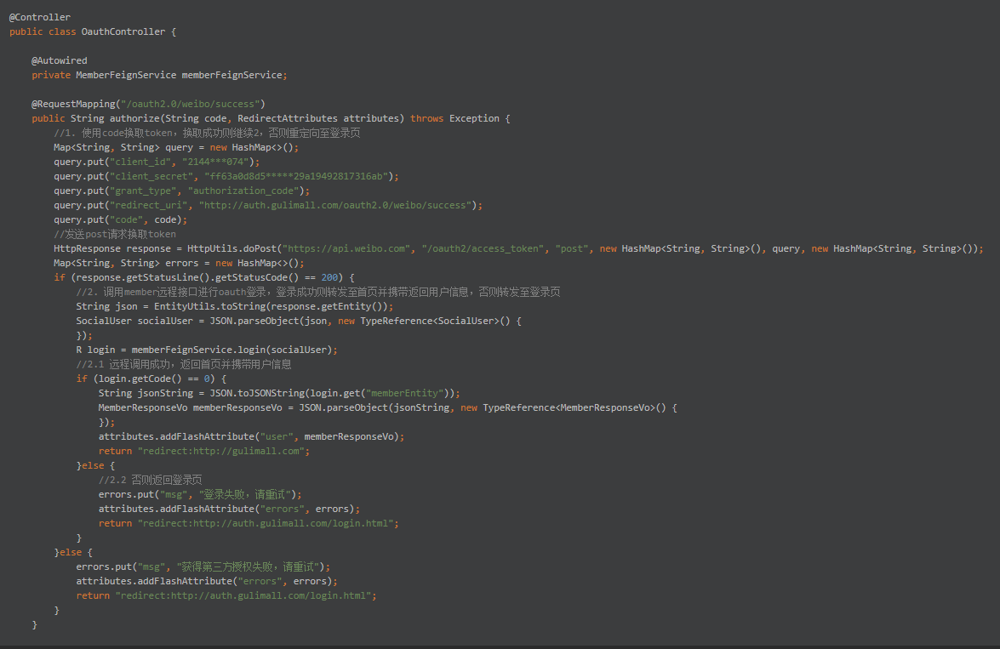 @Controller
public class OauthController {
@Autowired
private MemberFeignService memberFeignService;
@RequestMapping("/oauth2.0/weibo/success")
public String authorize(String code, RedirectAttributes attributes) throws Exception {
//1. 使用code换取token，换取成功则继续2，否则重定向至登录页
Map<String, String> query = new HashMap<>();
query.put("client_id", "2144***074");
query.put("client_secret", "ff63a0d8d5*****29a19492817316ab");
query.put("grant_type", "authorization_code");
query.put("redirect_uri", "http://auth.gulimall.com/oauth2.0/weibo/success");
query.put("code", code);
//发送post请求换取token
HttpResponse response = HttpUtils.doPost("https://api.weibo.com", "/oauth2/access_token", "post", new HashMap<String, String>(), query, new HashMap<String, String>());
Map<String, String> errors = new HashMap<>();
if (response.getStatusLine().getStatusCode() == 200) {
//2. 调用member远程接口进行oauth登录，登录成功则转发至首页并携带返回用户信息，否则转发至登录页
String json = EntityUtils.toString(response.getEntity());
SocialUser socialUser = JSON.parseObject(json, new TypeReference<SocialUser>() {
});
R login = memberFeignService.login(socialUser);
//2.1 远程调用成功，返回首页并携带用户信息
if (login.getCode() == 0) {
String jsonString = JSON.toJSONString(login.get("memberEntity"));
MemberResponseVo memberResponseVo = JSON.parseObject(jsonString, new TypeReference<MemberResponseVo>() {
});
attributes.addFlashAttribute("user", memberResponseVo);
return "redirect:http://gulimall.com";
}else {
//2.2 否则返回登录页
errors.put("msg", "登录失败，请重试");
attributes.addFlashAttribute("errors", errors);
return "redirect:http://auth.gulimall.com/login.html";
}
}else {
errors.put("msg", "获得第三方授权失败，请重试");
attributes.addFlashAttribute("errors", errors);
return "redirect:http://auth.gulimall.com/login.html";
}
}